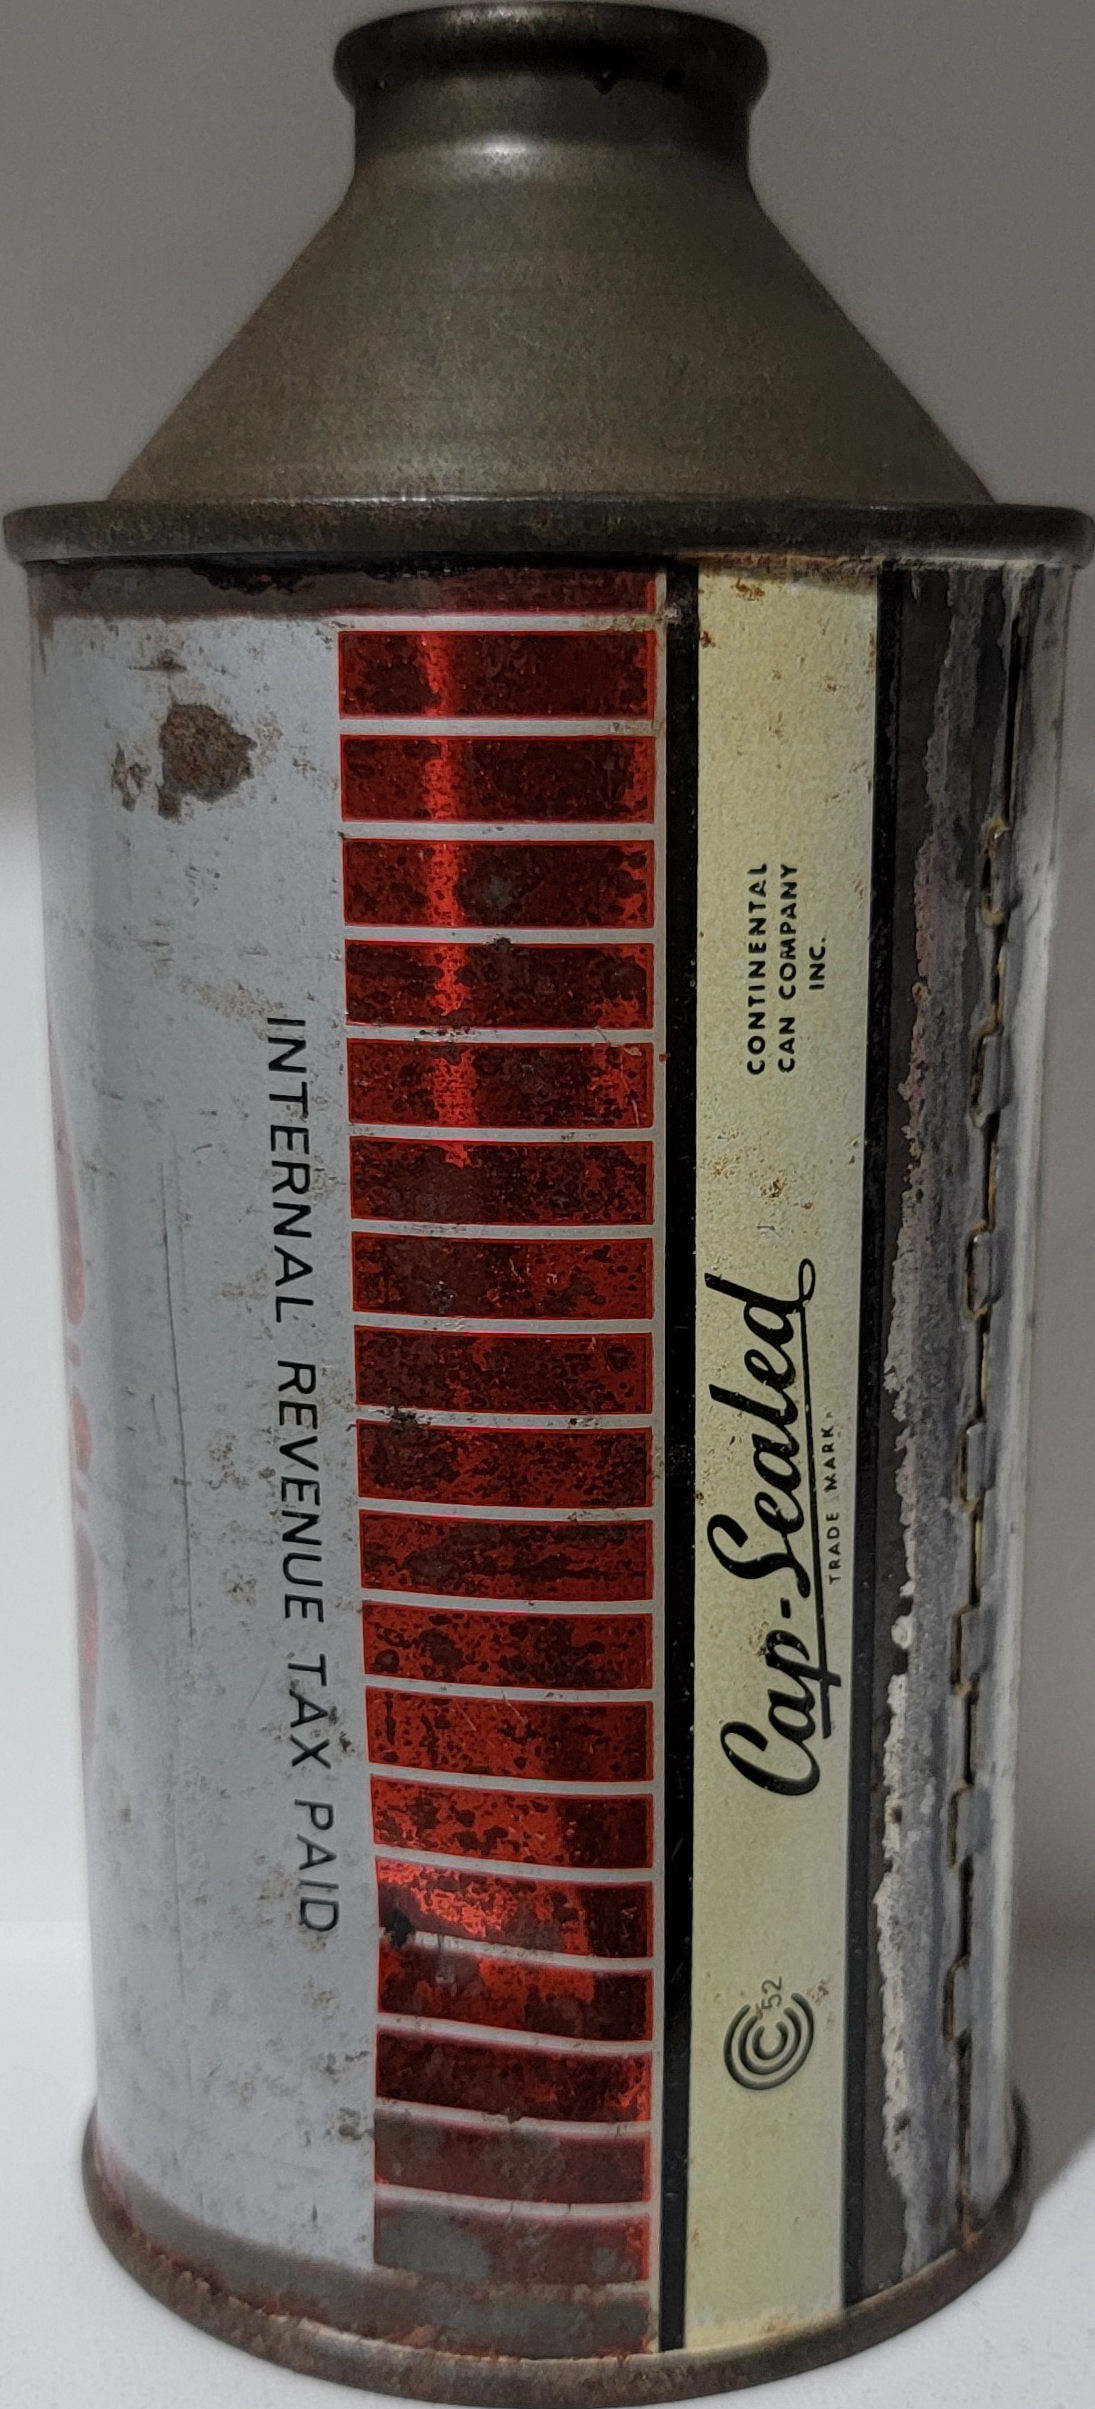 INTERNAL REVENUE TAX PAID
CONTINENTAL
CAN COMPANY
INC.
Cap-Sealed
TRADE MARK
C 52